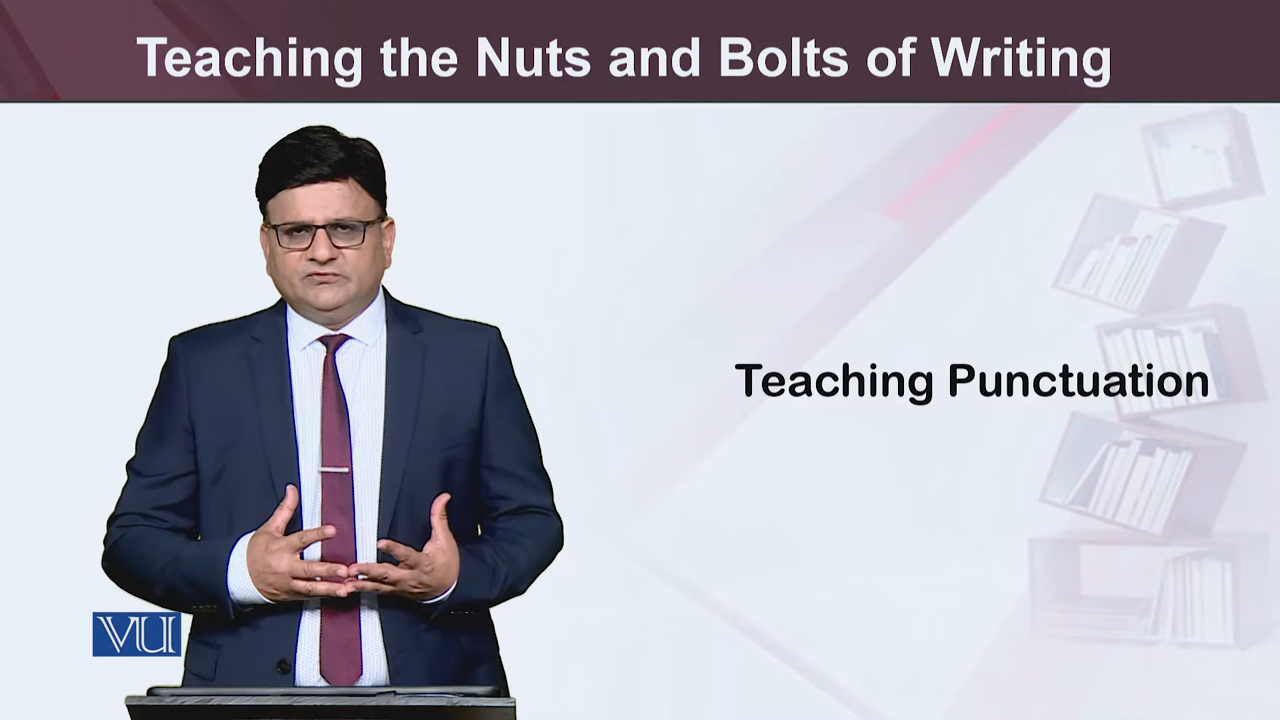 Teaching the Nuts and Bolts of Writing
Teaching Punctuation
VU